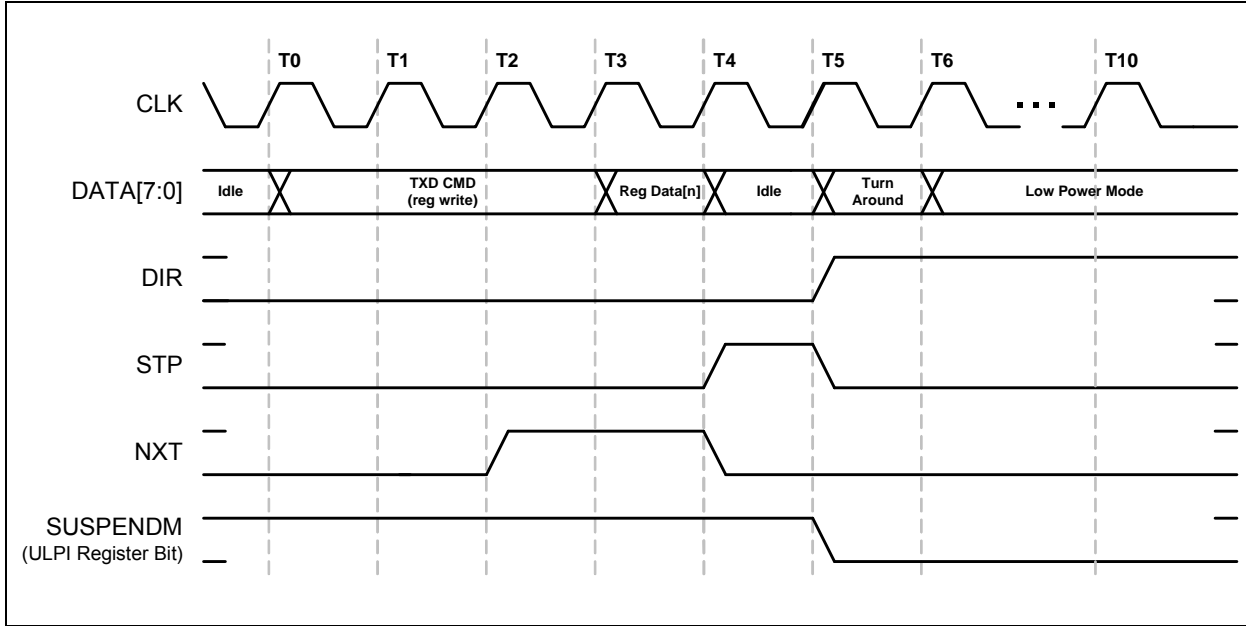 T0 T1 T2 T3 T4 T5 T6 T10
CLK
...
DATA[7:0]
Idle
TXD CMD
(reg write)
Reg Data[n]
Idle
Turn
Around
Low Power Mode
DIR
STP
NXT
SUSPENDM
(ULPI Register Bit)